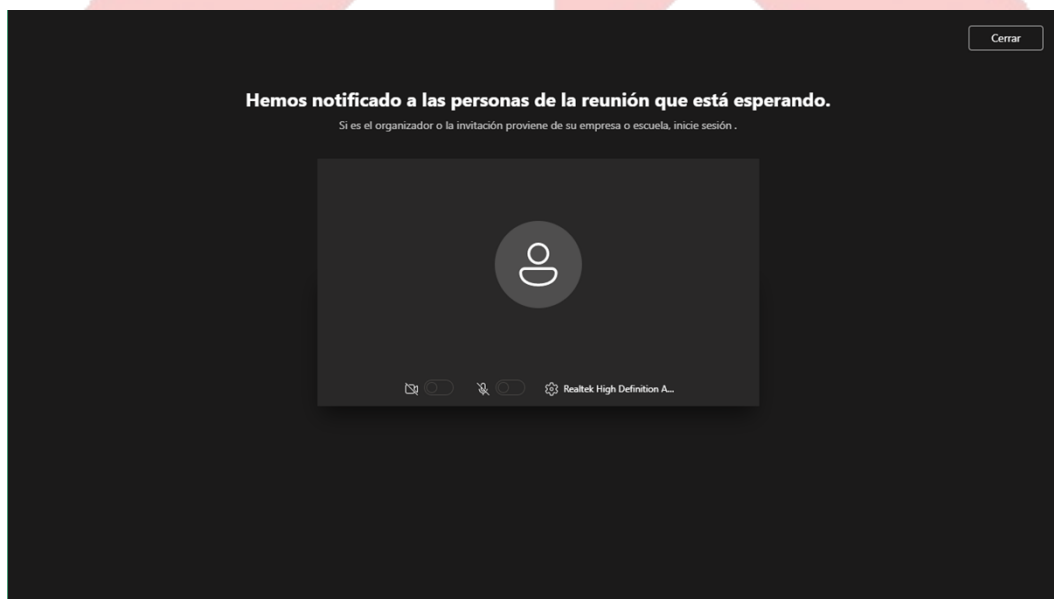 Cerrar
Hemos notificado a las personas de la reunión que está esperando.
Si es el organizador o la invitación proviene de su empresa o escuela, inicie sesión .
Realtek High Definition A...